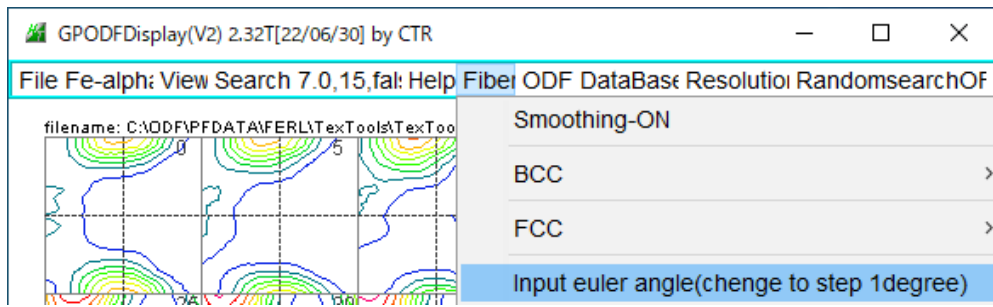 GPODFDisplay(V2) 2.32T[22/06/30] by CTR
File Fe-alpha View Search 7.0,15,fals Help Fiber ODF DataBase Resolution RandomsearchOF
filename: C:\ODF\PFDATA\FERL\TexTools\TexToo
0 5
Smoothing-ON
BCC
FCC
Input euler angle(chenge to step 1degree)
25 30